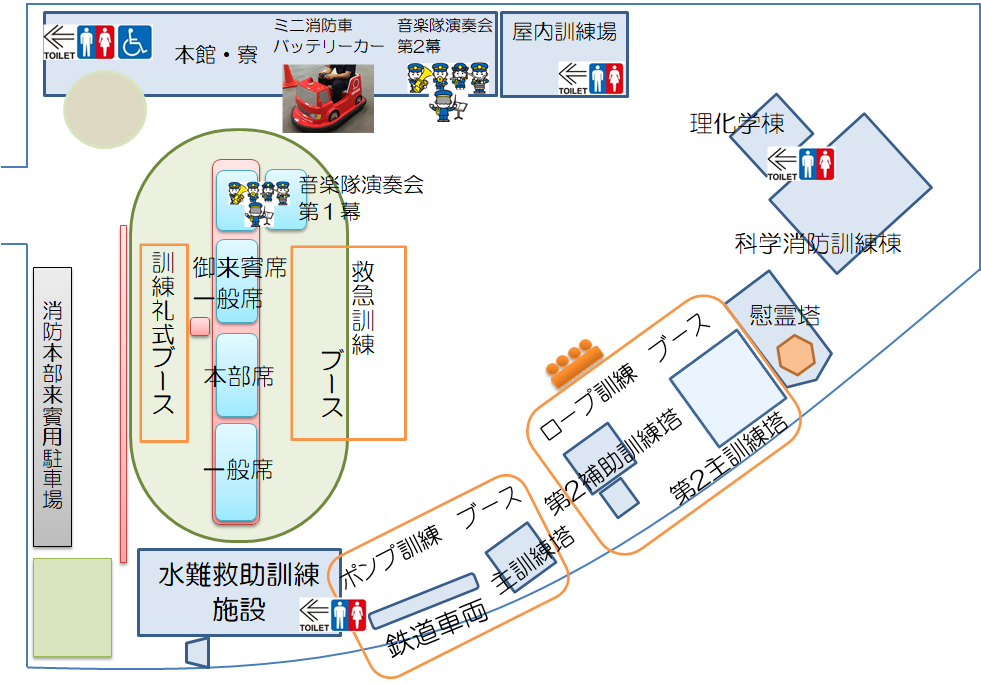 TOILET
本館・寮
ミニ消防車
バッテリーカー
音楽隊演奏会
第2幕
屋内訓練場
TOILET
理化学棟
TOILET
科学消防訓練棟
音楽隊演奏会
第1幕
御来賓席
一般席
訓練礼式ブース
救急訓練
ブース
本部席
一般席
消防本部来賓用駐車場
慰霊塔
ロープ訓練 ブース
第2補助訓練塔
第2主訓練塔
ポンプ訓練 ブース
主訓練塔
鉄道車両
水難救助訓練
施設
TOILET